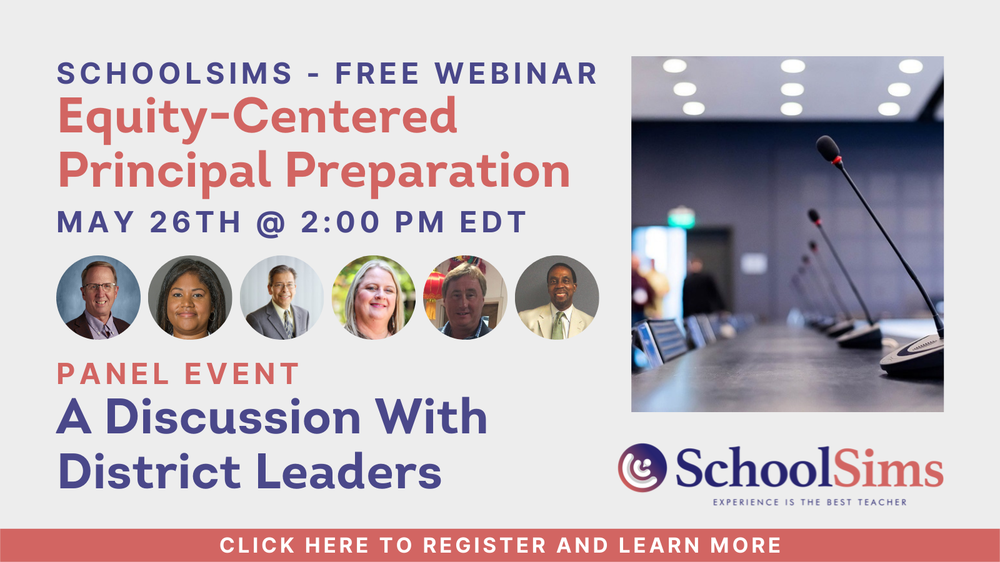 SCHOOLSIMS - FREE WEBINAR
Equity-Centered
Principal Preparation
MAY 26TH @ 2:00 PM EDT
PANEL EVENT
A Discussion With
District Leaders
SchoolSims
EXPERIENCE IS THE BEST TEACHER
CLICK HERE TO REGISTER AND LEARN MORE